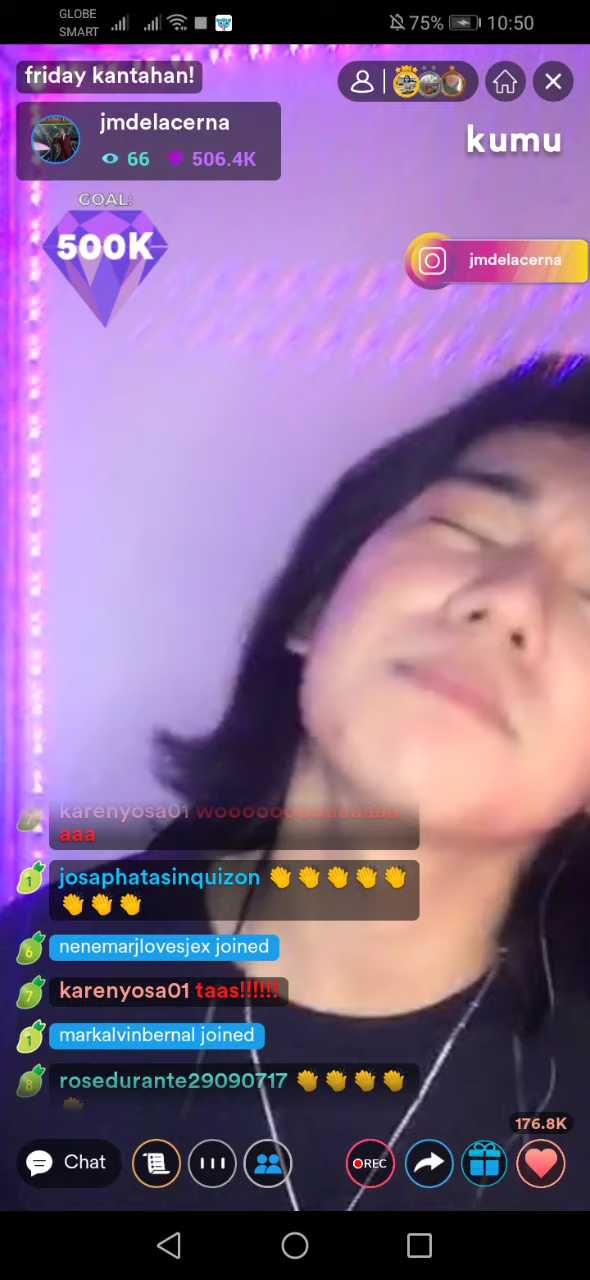 GLOBE
SMART
75%
10:50
friday kantahan!
jmdelacerna
66
506.4K
kumu
GOAL:
500K
jmdelacerna
7
karenyosa01
aaa
1 josaphatasinquizon 👏👏👏👏👏
👏👏👏
6 nenemarjlovesjex joined
7 karenyosa01 taas!!!!!!
1 markalvinbernal joined
8 rosedurante29090717 👏👏👏👏
👏
176.8K
Chat
REC